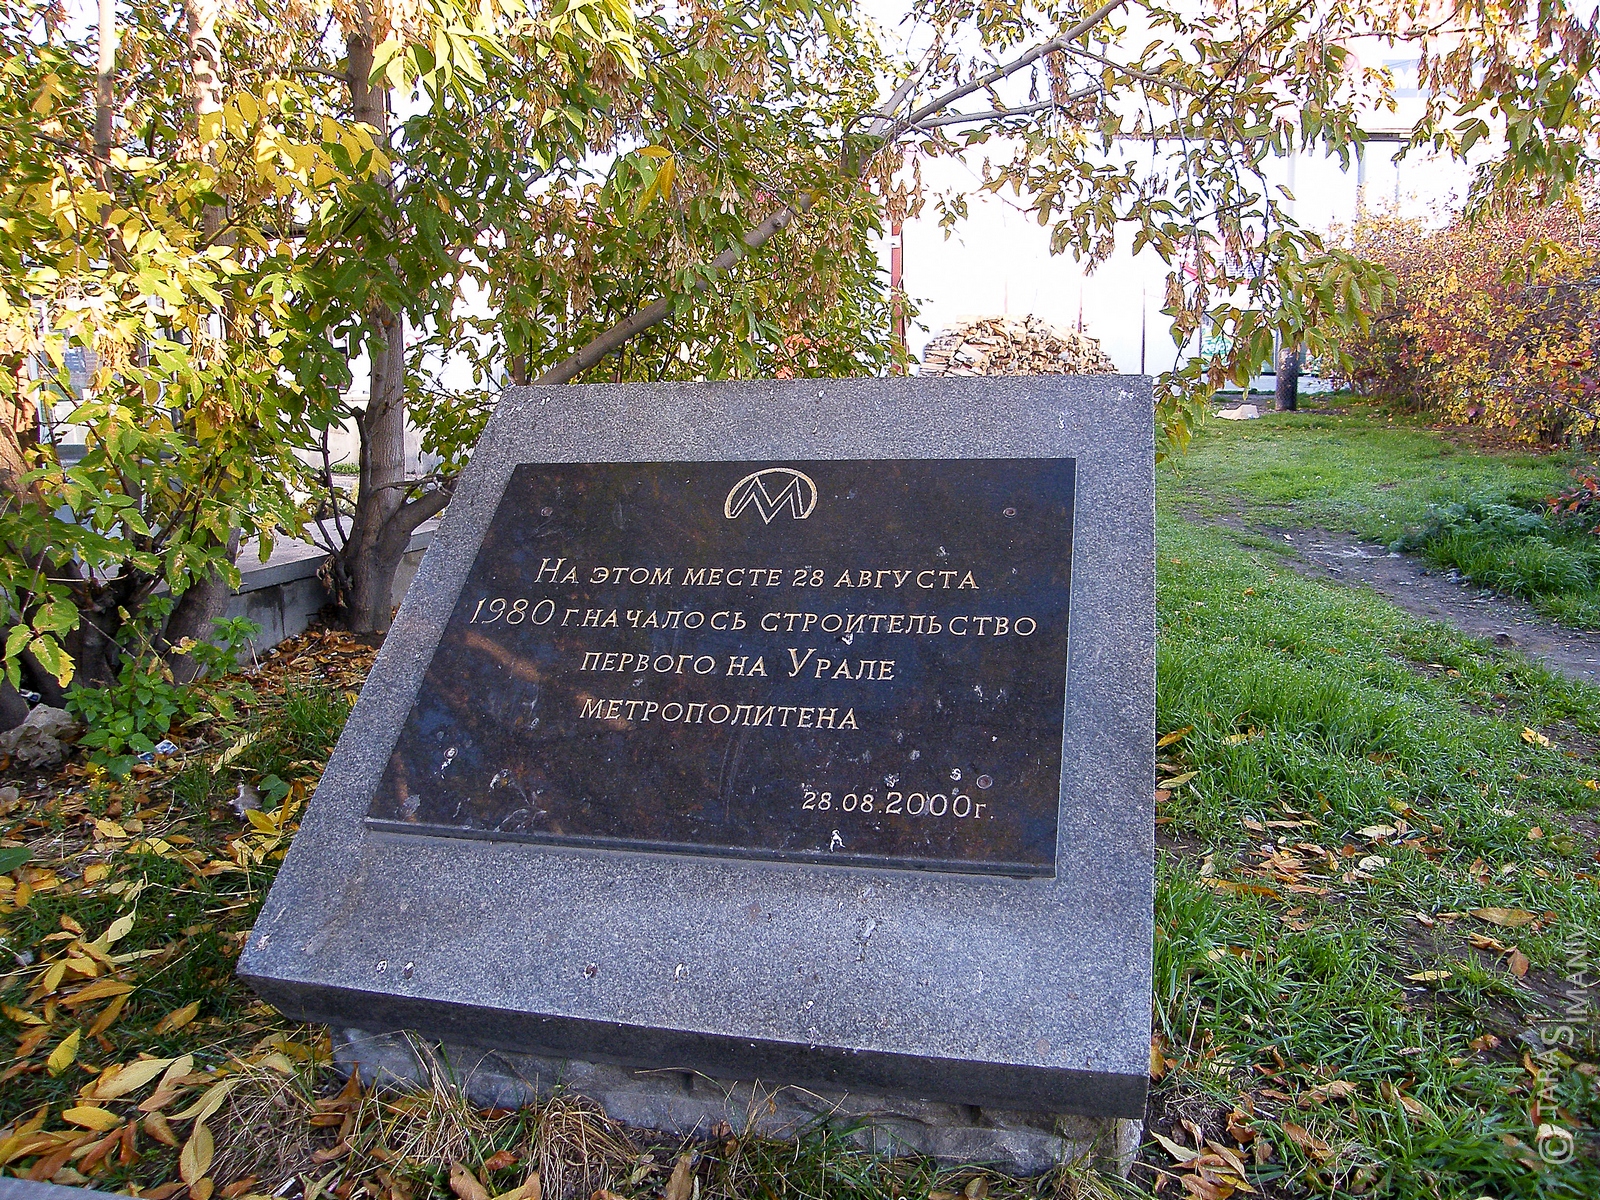 М
На этом месте 28 августа
1980 г. началось строительство
первого на Урале
метрополитена
28.08.2000г.
© TARAS IMANIV